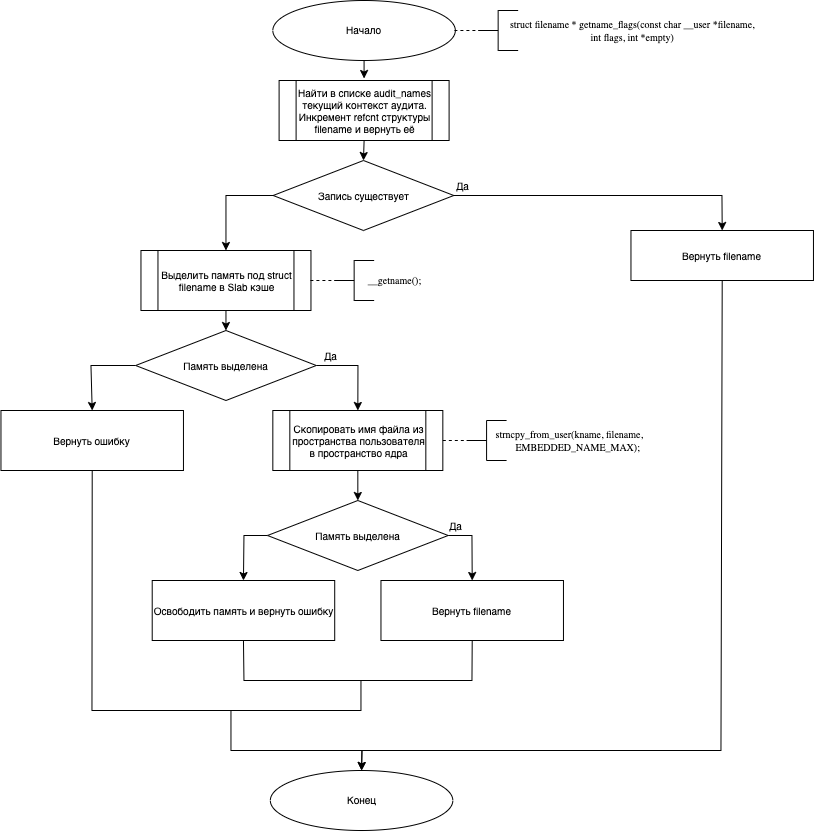 Начало
struct filename * getname_flags(const char __user *filename,
int flags, int *empty)
Найти в списке audit_names
текущий контекст аудита.
Инкремент refcnt структуры
filename и вернуть её
Запись существует
Да
Вернуть filename
Выделить память под struct
filename в Slab кэше
__getname();
Память выделена
Да
Вернуть ошибку
Скопировать имя файла из
пространства пользователя
в пространство ядра
strncpy_from_user(kname, filename,
EMBEDDED_NAME_MAX);
Память выделена
Да
Освободить память и вернуть ошибку
Вернуть filename
Конец